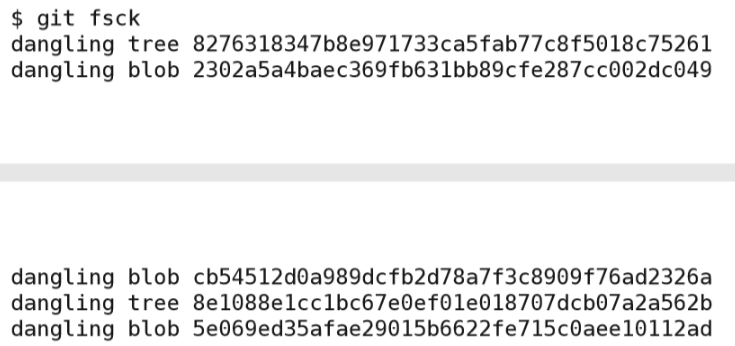 $ git fsck
dangling tree 8276318347b8e971733ca5fab77c8f5018c75261
dangling blob 2302a5a4baec369fb631bb89cfe287cc002dc049
dangling blob cb54512d0a989dcfb2d78a7f3c8909f76ad2326a
dangling tree 8e1088e1cc1bc67e0ef01e018707dcb07a2a562b
dangling blob 5e069ed35afae29015b6622fe715c0aee10112ad